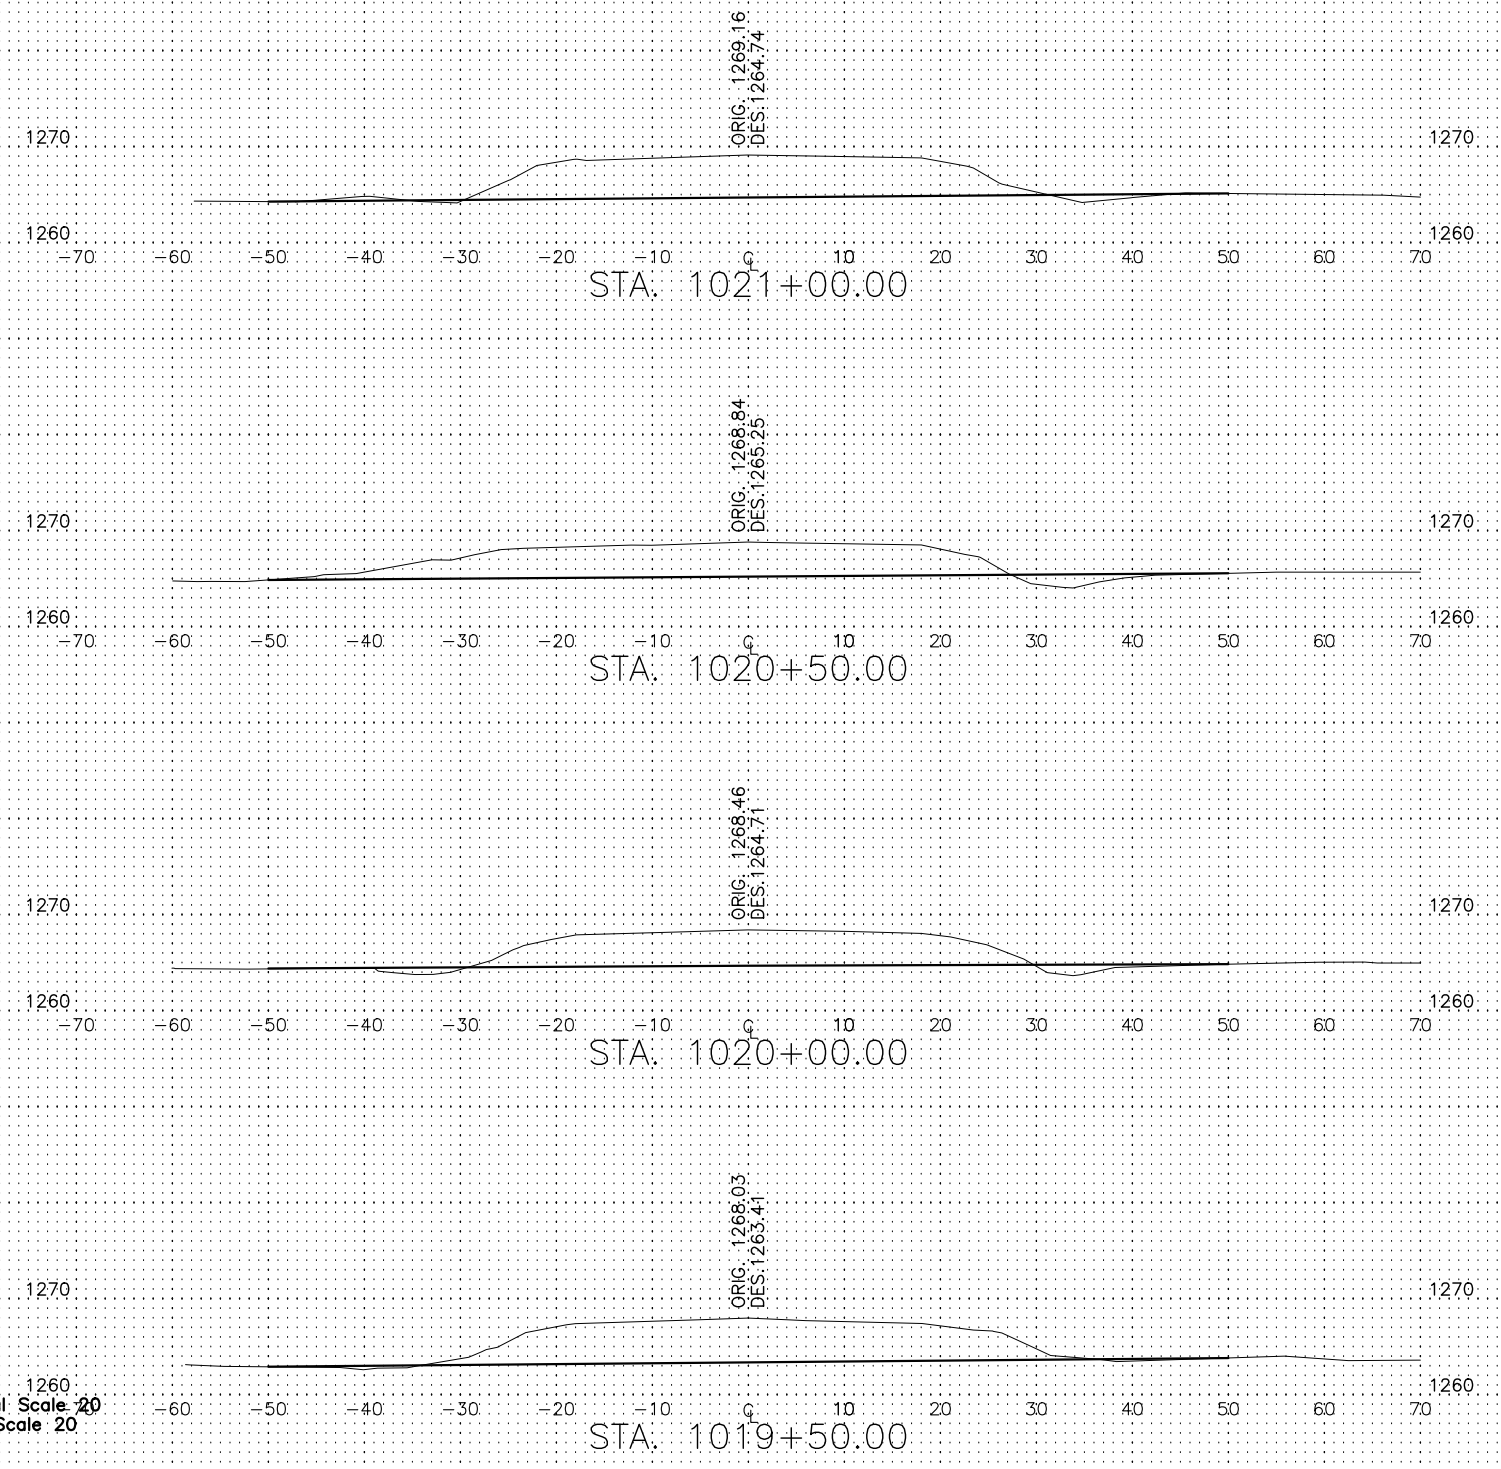 ORIG. 1269.16
DES.1264.74
1270 1270
1260 1260
-70 -60 -50 -40 -30 -20 -10 CL 10 20 30 40 50 60 70
STA. 1021+00.00
ORIG. 1268.84
DES.1265.25
1270 1270
1260 1260
-70 -60 -50 -40 -30 -20 -10 CL 10 20 30 40 50 60 70
STA. 1020+50.00
ORIG. 1268.46
DES.1264.71
1270 1270
1260 1260
-70 -60 -50 -40 -30 -20 -10 CL 10 20 30 40 50 60 70
STA. 1020+00.00
ORIG. 1268.03
DES.1263.41
1270 1270
1260 1260
l Scale 20
-70 -60 -50 -40 -30 -20 -10 CL 10 20 30 40 50 60 70
Scale 20
STA. 1019+50.00